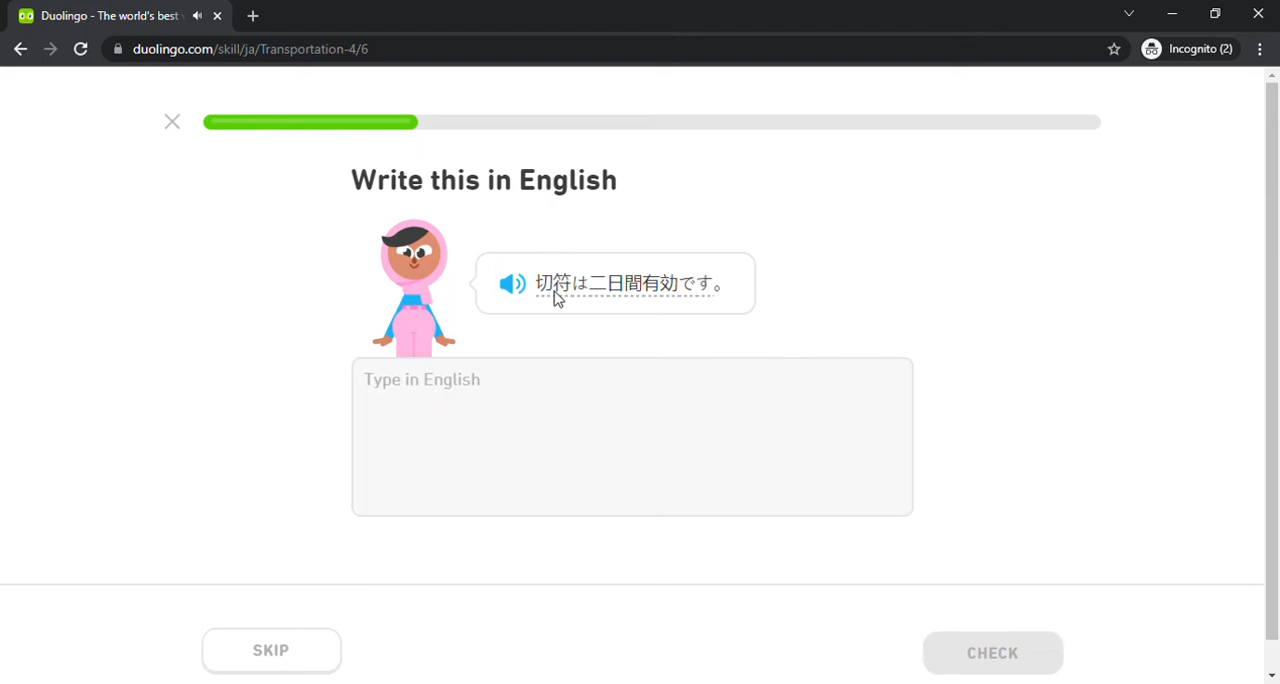 Duolingo - The world's best
duolingo.com/skill/ja/Transportation-4/6
Incognito (2)
Write this in English
切符は二日間有効です。
Type in English
SKIP
CHECK